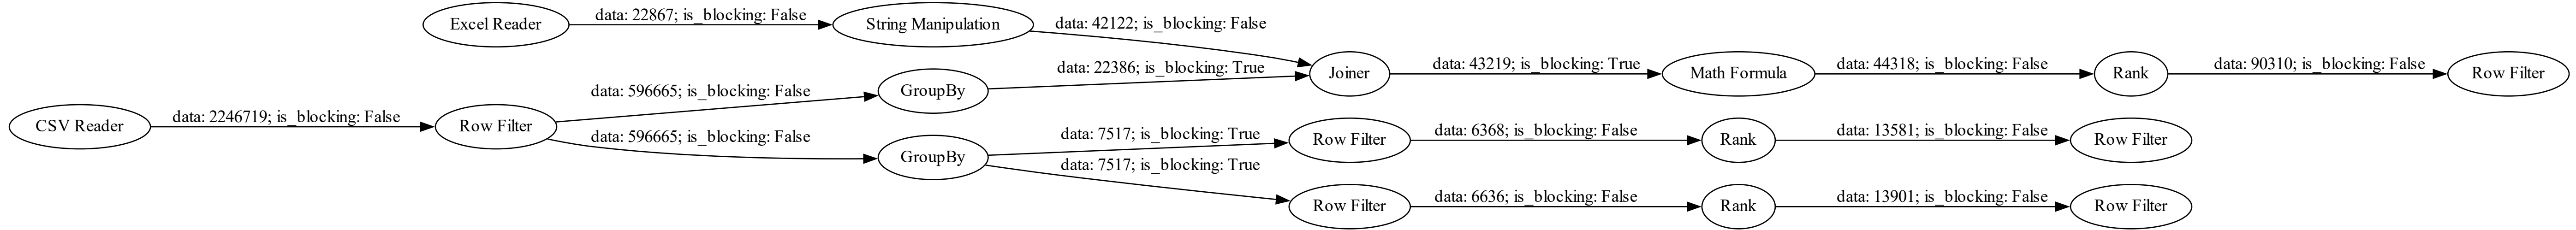 Excel Reader
data: 22867; is_blocking: False
String Manipulation
data: 42122; is_blocking: False
CSV Reader
data: 2246719; is_blocking: False
Row Filter
data: 596665; is_blocking: False
GroupBy
data: 22386; is_blocking: True
Joiner
data: 43219; is_blocking: True
Math Formula
data: 44318; is_blocking: False
Rank
data: 90310; is_blocking: False
Row Filter
data: 596665; is_blocking: False
GroupBy
data: 7517; is_blocking: True
Row Filter
data: 6368; is_blocking: False
Rank
data: 13581; is_blocking: False
Row Filter
data: 7517; is_blocking: True
Row Filter
data: 6636; is_blocking: False
Rank
data: 13901; is_blocking: False
Row Filter